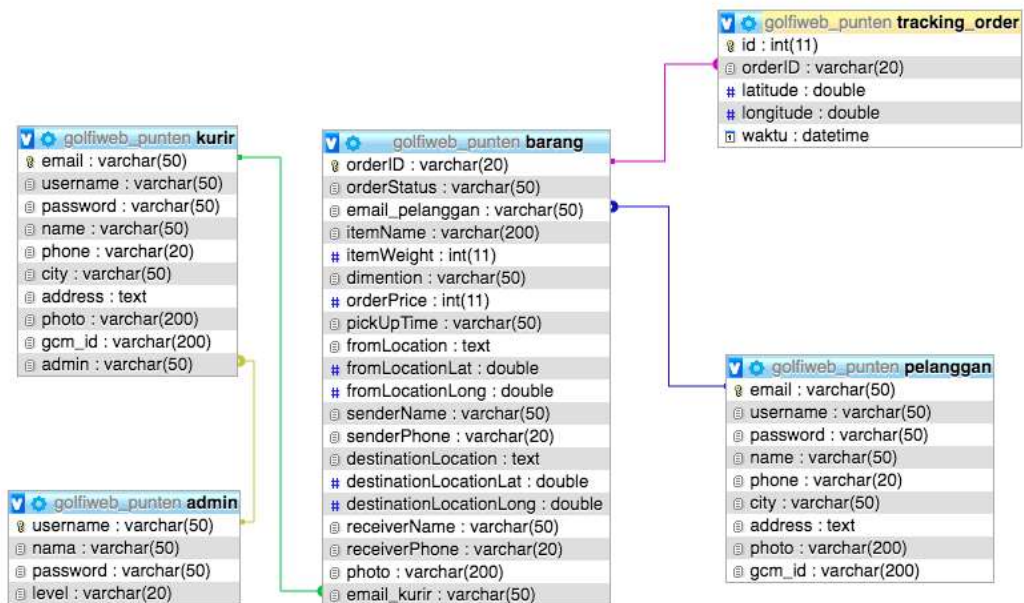 golfiweb_punten kurir
email : varchar(50)
username : varchar(50)
password : varchar(50)
name : varchar(50)
phone : varchar(20)
city : varchar(50)
address : text
photo : varchar(200)
gcm_id : varchar(200)
admin : varchar(50)
golfiweb_punten admin
username : varchar(50)
nama : varchar(50)
password : varchar(50)
level : varchar(20)
golfiweb_punten barang
orderID : varchar(20)
orderStatus : varchar(50)
email_pelanggan : varchar(50)
itemName : varchar(200)
itemWeight : int(11)
dimention : varchar(50)
orderPrice : int(11)
pickUpTime : varchar(50)
fromLocation : text
fromLocationLat : double
fromLocationLong : double
senderName : varchar(50)
senderPhone : varchar(20)
destinationLocation : text
destinationLocationLat : double
destinationLocationLong : double
receiverName : varchar(50)
receiverPhone : varchar(20)
photo : varchar(200)
email_kurir : varchar(50)
golfiweb_punten tracking_order
id : int(11)
orderID : varchar(20)
latitude : double
longitude : double
waktu : datetime
golfiweb_punten pelanggan
email : varchar(50)
username : varchar(50)
password : varchar(50)
name : varchar(50)
phone : varchar(20)
city : varchar(50)
address : text
photo : varchar(200)
gcm_id : varchar(200)